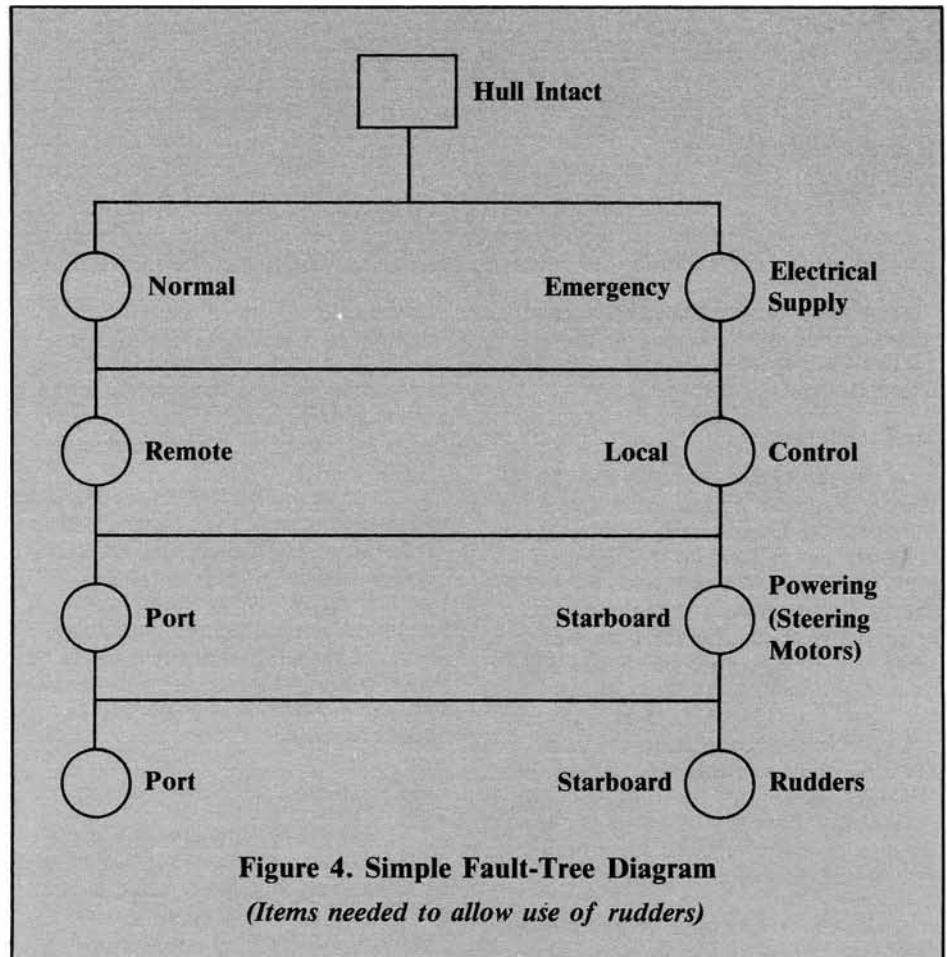 Hull Intact
Normal
Emergency
Electrical
Supply
Remote
Local
Control
Port
Starboard
Powering
(Steering
Motors)
Port
Starboard
Rudders
Figure 4. Simple Fault-Tree Diagram
(Items needed to allow use of rudders)